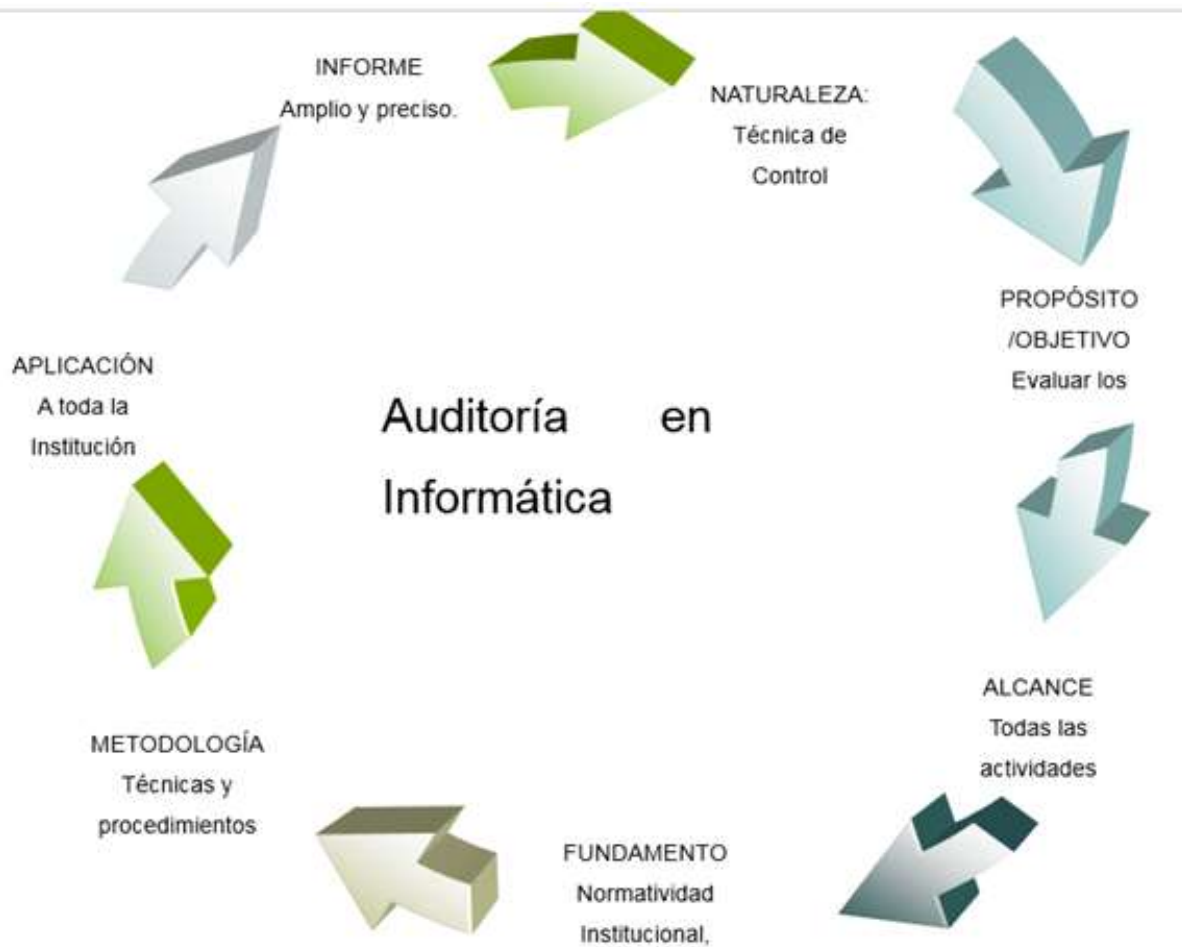 INFORME
Amplio y preciso.
NATURALEZA:
Técnica de
Control
PROPÓSITO
/OBJETIVO
Evaluar los
ALCANCE
Todas las
actividades
FUNDAMENTO
Normatividad
Institucional,
METODOLOGÍA
Técnicas y
procedimientos
APLICACIÓN
A toda la
Institución
Auditoría en
Informática